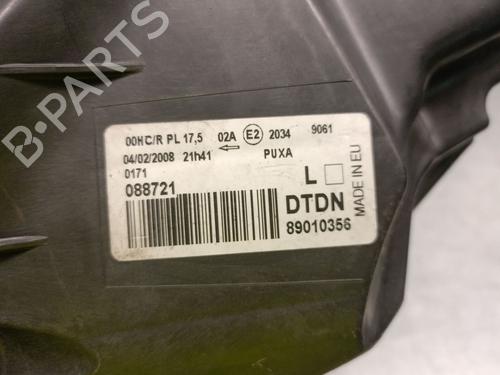 B-PARTS
00HC/R PL 17,5 02A E2 2034 9061
04/02/2008 21h41 PUXA
0171
088721 L
DTDN
89010356
MADE IN EU